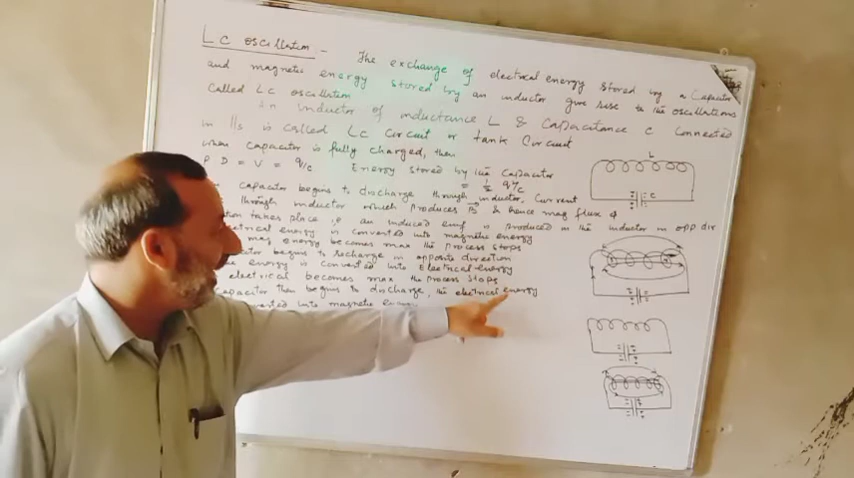 Lc oscillation :- The exchange of electrical energy stored by a Capacitor
and magnetic energy stored by an inductor give rise to the oscillations
Called Lc oscillation
An inductor of inductance L & Capacitance C connected
in 11s is called Lc Circuit or tank Circuit
when Capacitor is fully charged, then
P D = V = q/c Energy stored by the Capacitor
= 1/2 q²/c
capacitor begins to discharge through inductor, Current
through inductor which produces B & hence mag flux φ
takes place i.e an induced emf is produced in the inductor in opp dir
energy is converted into magnetic energy
mag energy becomes max the process stops
begins to recharge in opposite direction
energy is converted into Electrical energy
electrical becomes max the process stops
capacitor then begins to discharge, the electrical energy
converted into magnetic energy
L
C